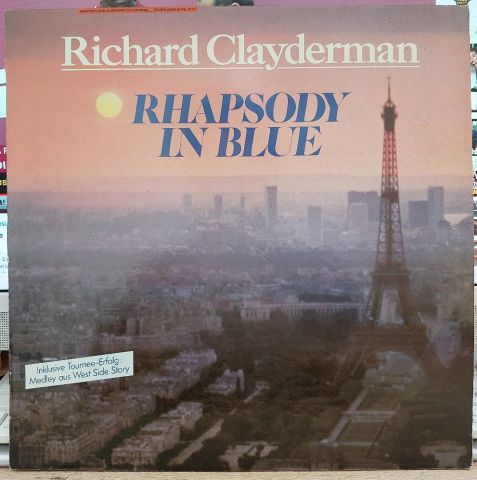 Richard Clayderman
RHAPSODY
IN BLUE
Inklusive Tournee-Erfolg:
Medley aus West Side Story